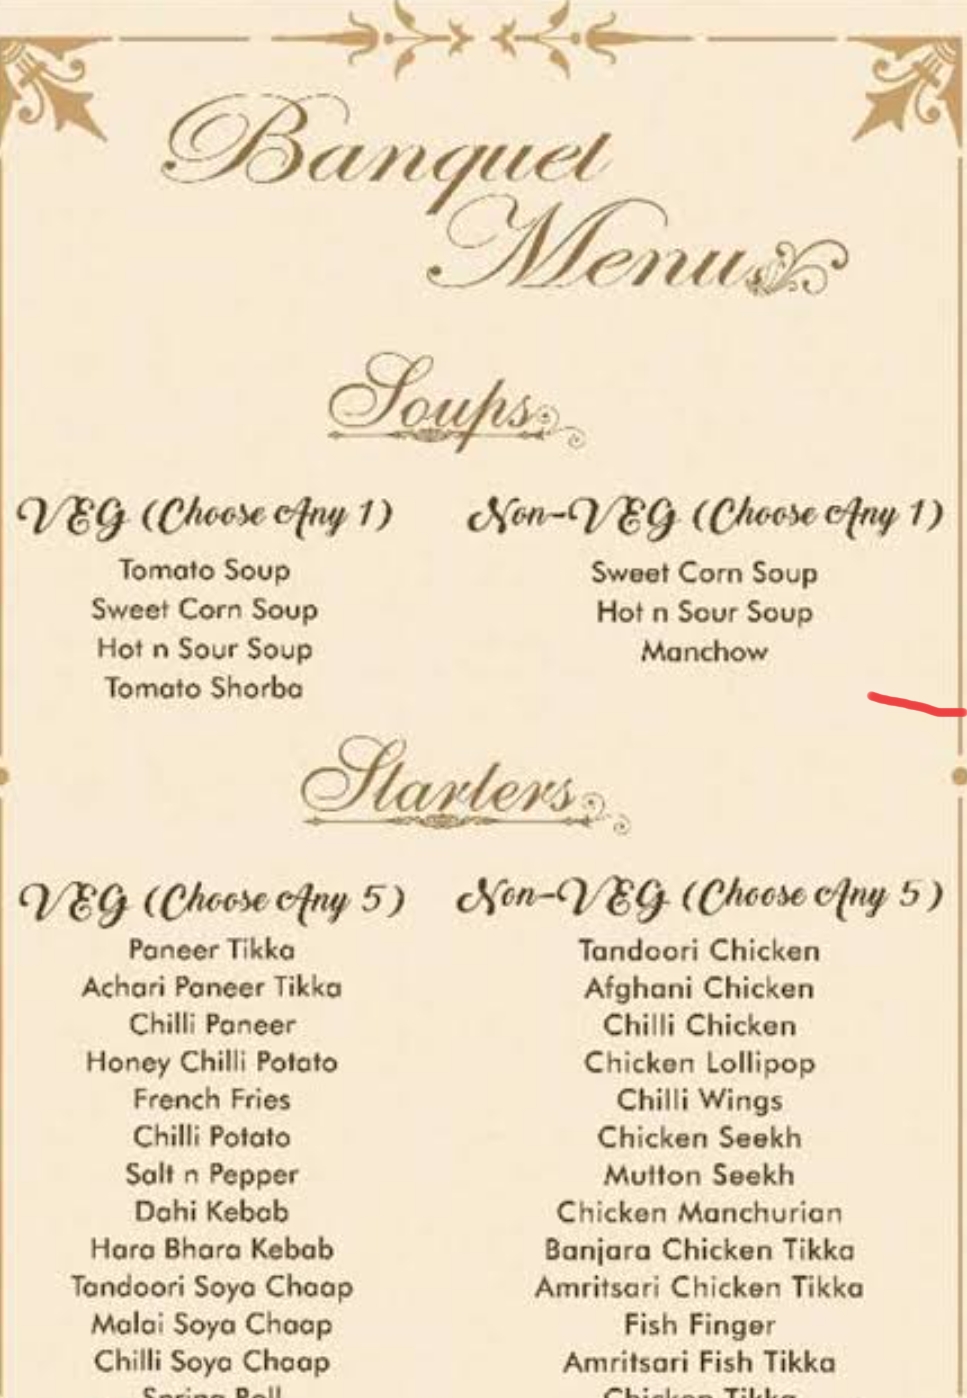 Banquet
Menu
Soups
VEG (Choose Any 1)
Tomato Soup
Sweet Corn Soup
Hot n Sour Soup
Tomato Shorba
Non-VEG (Choose Any 1)
Sweet Corn Soup
Hot n Sour Soup
Manchow
Starters
VEG (Choose Any 5)
Paneer Tikka
Achari Paneer Tikka
Chilli Paneer
Honey Chilli Potato
French Fries
Chilli Potato
Salt n Pepper
Dahi Kebab
Hara Bhara Kebab
Tandoori Soya Chaap
Malai Soya Chaap
Chilli Soya Chaap
Spring Roll
Non-VEG (Choose Any 5)
Tandoori Chicken
Afghani Chicken
Chilli Chicken
Chicken Lollipop
Chilli Wings
Chicken Seekh
Mutton Seekh
Chicken Manchurian
Banjara Chicken Tikka
Amritsari Chicken Tikka
Fish Finger
Amritsari Fish Tikka
Chicken Tikka